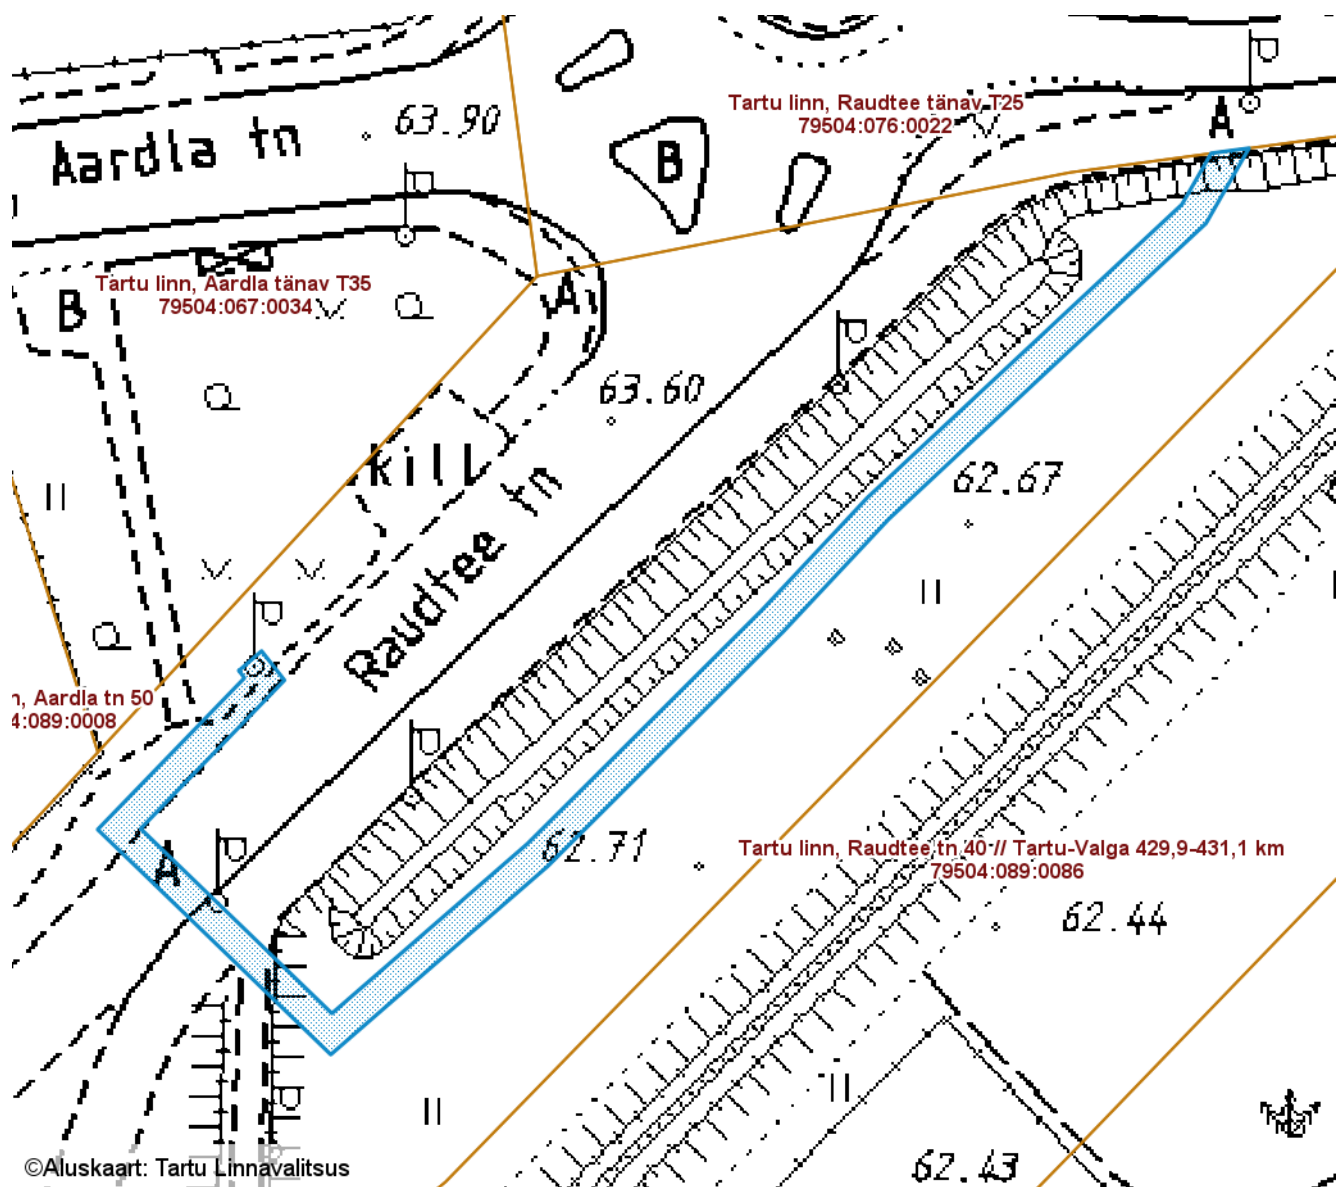 Aardla tn
63.90
Tartu linn, Raudtee tänav T25
79504:076:0022
A
B
Tartu linn, Aardla tänav T35
79504:067:0034
B
A
63.60
kill
Raudtee tn
62.67
n, Aardla tn 50
4:089:0008
A
62.71
Tartu linn, Raudtee tn 40 // Tartu-Valga 429,9-431,1 km
79504:089:0086
62.44
62.43
©Aluskaart: Tartu Linnavalitsus